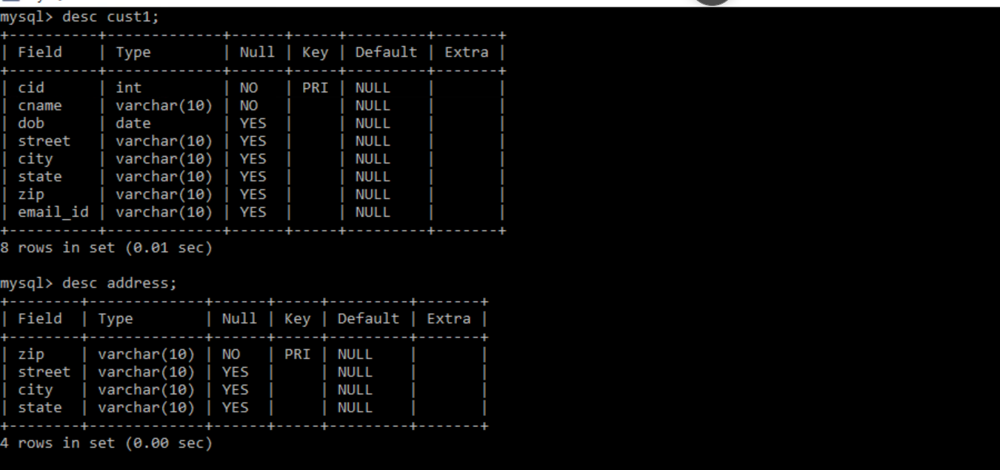 mysql> desc cust1;
+----------+-------------+------+-----+---------+-------+
| Field    | Type        | Null | Key | Default | Extra |
+----------+-------------+------+-----+---------+-------+
| cid      | int         | NO   | PRI | NULL    |       |
| cname    | varchar(10) | NO   |     | NULL    |       |
| dob      | date        | YES  |     | NULL    |       |
| street   | varchar(10) | YES  |     | NULL    |       |
| city     | varchar(10) | YES  |     | NULL    |       |
| state    | varchar(10) | YES  |     | NULL    |       |
| zip      | varchar(10) | YES  |     | NULL    |       |
| email_id | varchar(10) | YES  |     | NULL    |       |
+----------+-------------+------+-----+---------+-------+
8 rows in set (0.01 sec)
mysql> desc address;
+--------+-------------+------+-----+---------+-------+
| Field  | Type        | Null | Key | Default | Extra |
+--------+-------------+------+-----+---------+-------+
| zip    | varchar(10) | NO   | PRI | NULL    |       |
| street | varchar(10) | YES  |     | NULL    |       |
| city   | varchar(10) | YES  |     | NULL    |       |
| state  | varchar(10) | YES  |     | NULL    |       |
+--------+-------------+------+-----+---------+-------+
4 rows in set (0.00 sec)